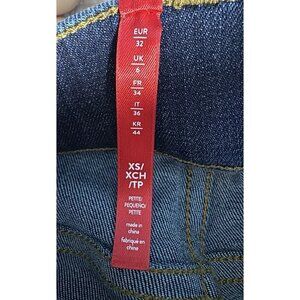 EUR
32
UK
6
FR
34
IT
36
KR
44
XS/
XCH
/TP
PETITE/
PEQUEÑO/
PETITE
made in
china
fabriqué en
china